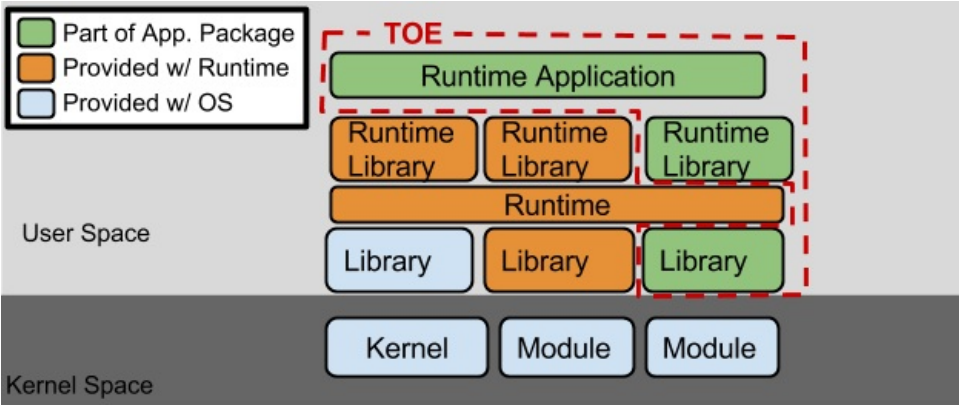 Part of App. Package
Provided w/ Runtime
Provided w/ OS
TOE
Runtime Application
Runtime
Library
Runtime
Library
Runtime
Library
Runtime
User Space
Library
Library
Library
Kernel
Module
Module
Kernel Space